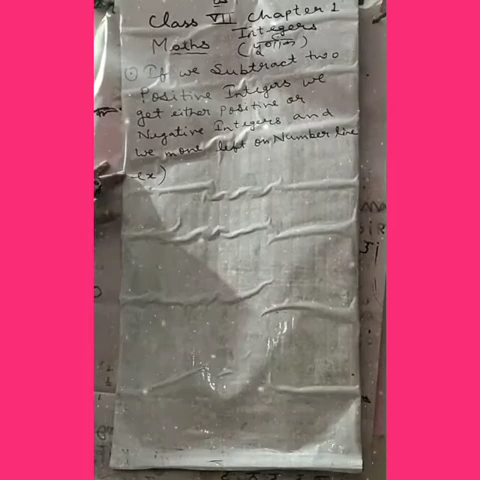 Class VII Chapter 1
Maths Integers
If we Subtract two
Positive Integers we
get either Positive or
Negative Integers and
we move left on Number line
ex)